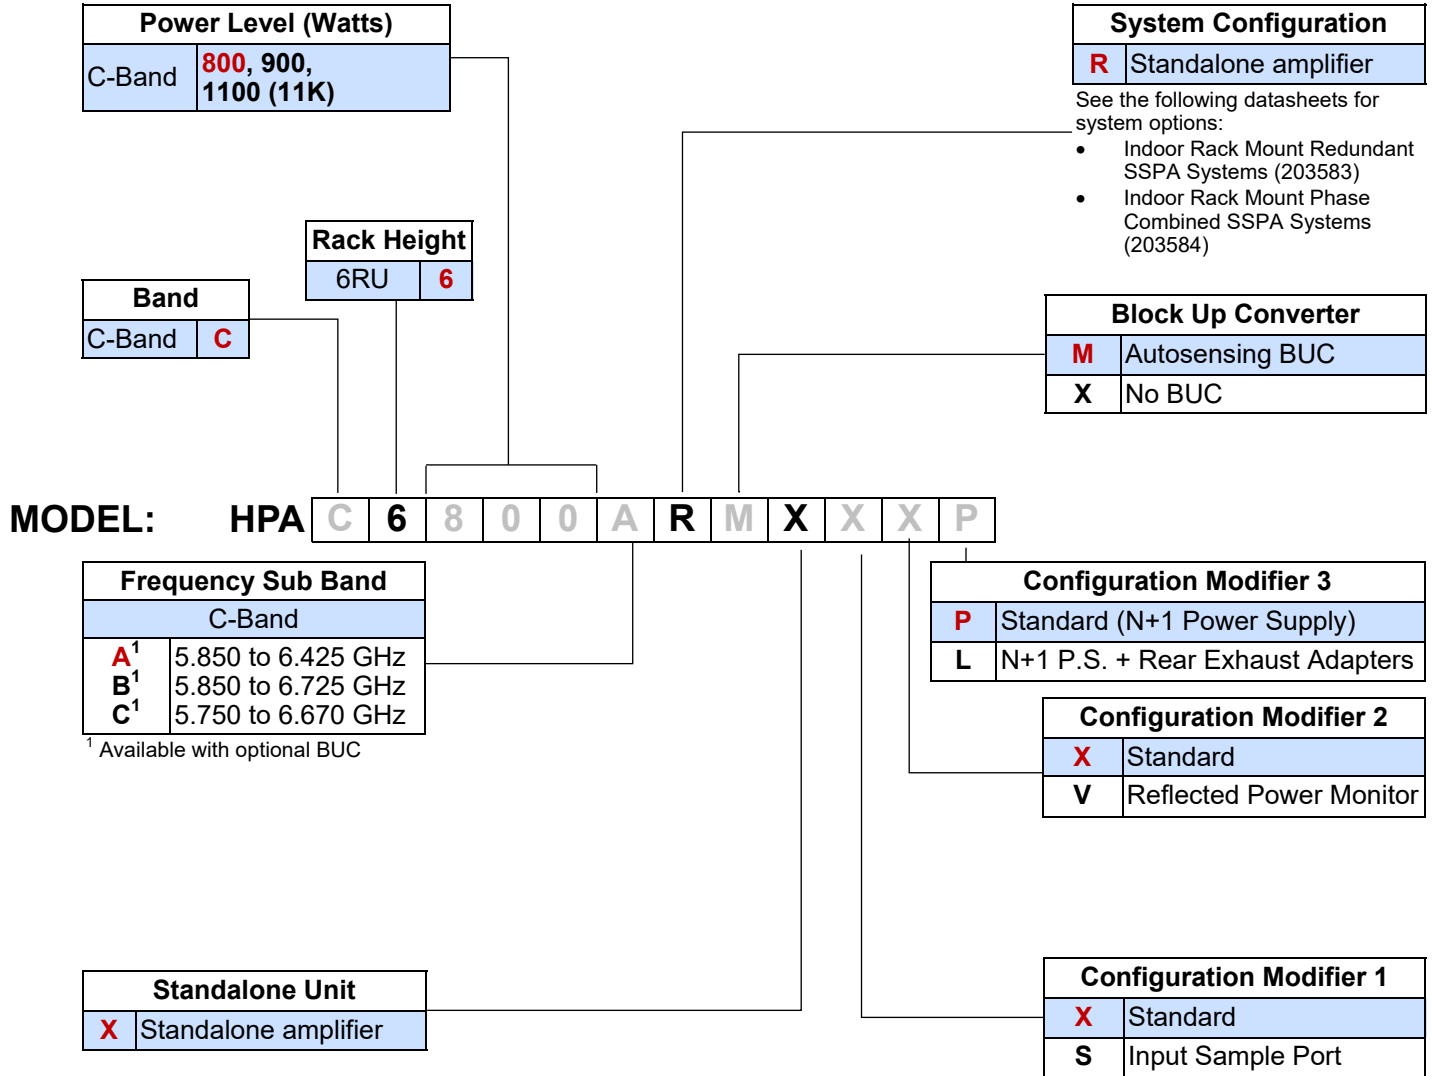 Power Level (Watts)
C-Band 800, 900,
1100 (11K)
System Configuration
R Standalone amplifier
See the following datasheets for
system options:
• Indoor Rack Mount Redundant
SSPA Systems (203583)
• Indoor Rack Mount Phase
Combined SSPA Systems
(203584)
Rack Height
6RU 6
Band
C-Band C
Block Up Converter
M Autosensing BUC
X No BUC
MODEL: HPA C 6 8 0 0 A R M X X X P
Frequency Sub Band
C-Band
A1 5.850 to 6.425 GHz
B1 5.850 to 6.725 GHz
C1 5.750 to 6.670 GHz
1 Available with optional BUC
Configuration Modifier 3
P Standard (N+1 Power Supply)
L N+1 P.S. + Rear Exhaust Adapters
Configuration Modifier 2
X Standard
V Reflected Power Monitor
Standalone Unit
X Standalone amplifier
Configuration Modifier 1
X Standard
S Input Sample Port